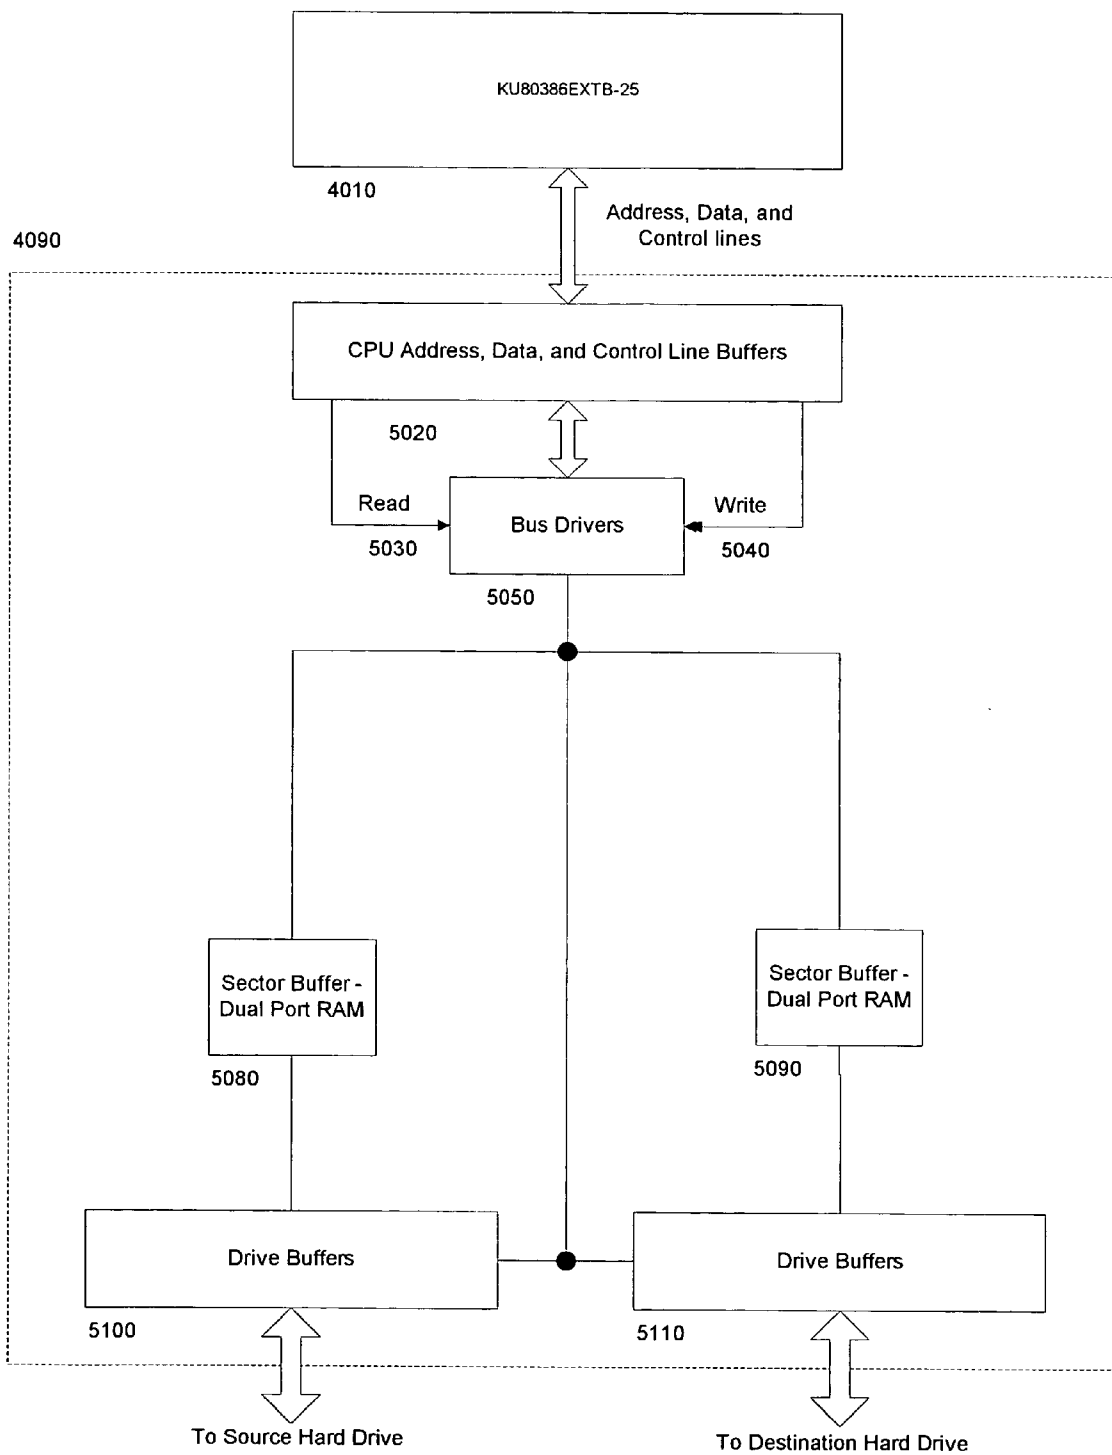 KU80386EXTB-25
4010
Address, Data, and
Control lines
4090
CPU Address, Data, and Control Line Buffers
5020
Read
5030
Bus Drivers
Write
5040
5050
Sector Buffer -
Dual Port RAM
5080
Sector Buffer -
Dual Port RAM
5090
Drive Buffers
5100
Drive Buffers
5110
To Source Hard Drive
To Destination Hard Drive